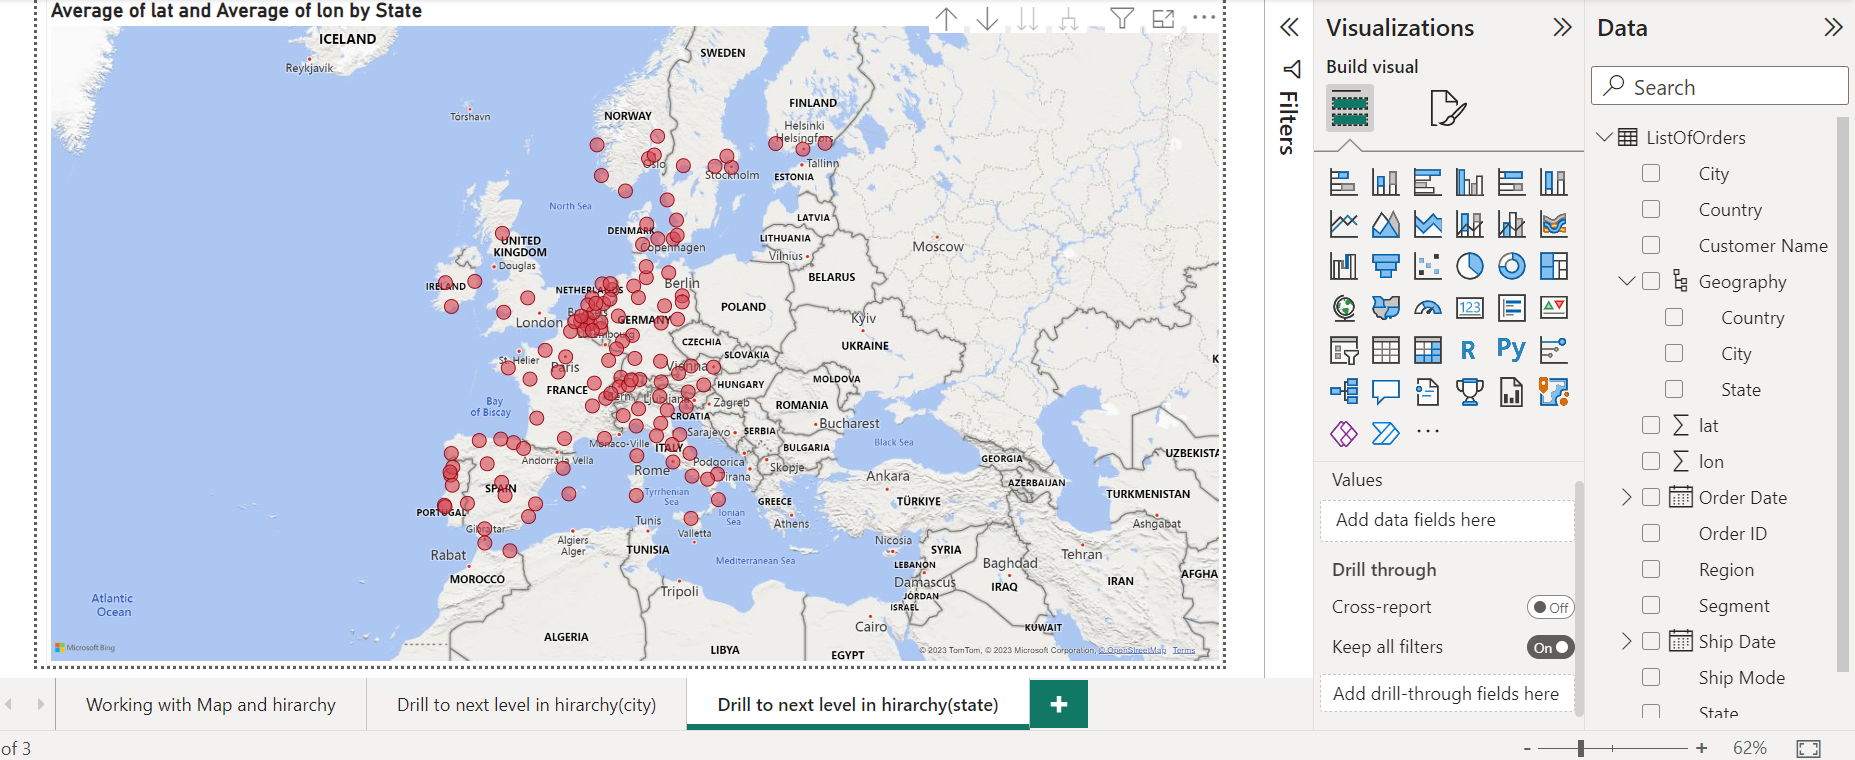 Average of lat and Average of lon by State
ICELAND
Reykjavik
Tórshavn
SWEDEN
FINLAND
NORWAY
Helsinki
Helsingfors
Oslo
Tallinn
Stockholm
ESTONIA
North Sea
LATVIA
DENMARK
LITHUANIA
Copenhagen
Moscow
UNITED
KINGDOM
Vilnius
Douglas
BELARUS
IRELAND
NETHERLANDS
Berlin
POLAND
London
GERMANY
Kyiv
CZECHIA
UKRAINE
St. Helier
SLOVAKIA
Paris
Vienna
K
FRANCE
HUNGARY
MOLDOVA
Bay
of Biscay
Bern
Ljubljana
Zagreb
ROMANIA
CROATIA
Bucharest
Sarajevo
SERBIA
Monaco-Ville
ITALY
BULGARIA
Black Sea
Andorra la Vella
Rome
Podgorica
Skopje
GEORGIA
UZBEKISTA
Tirana
Ankara
AZERBAIJAN
SPAIN
Tyrrhenian
Sea
GREECE
TÜRKIYE
TURKMENISTAN
PORTUGAL
Ionian
Sea
Gibraltar
Tunis
Valletta
Athens
Ashgabat
Algiers
Alger
Nicosia
Rabat
TUNISIA
SYRIA
Tehran
Mediterranean Sea
LEBANON
Baghdad
MOROCCO
Damascus
IRAQ
IRAN
AFGHA
Atlantic
Ocean
Tripoli
JORDAN
ISRAEL
Cairo
KUWAIT
ALGERIA
LIBYA
EGYPT
Microsoft Bing
© 2023 TomTom, © 2023 Microsoft Corporation, © OpenStreetMap Terms
Filters
Visualizations
Build visual
123
R
Py
Values
Add data fields here
Drill through
Cross-report
Off
Keep all filters
On
Add drill-through fields here
Data
Search
ListOfOrders
City
Country
Customer Name
Geography
Country
City
State
lat
lon
Order Date
Order ID
Region
Segment
Ship Date
Ship Mode
State
Working with Map and hirarchy
Drill to next level in hirarchy(city)
Drill to next level in hirarchy(state)
of 3
62%